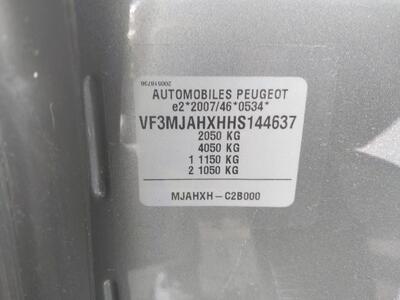 200518736
AUTOMOBILES PEUGEOT
e2*2007/46*0534*
VF3MJAHXHHS144637
2050 KG
4050 KG
1 1150 KG
2 1050 KG
MJAHXH-C2B000